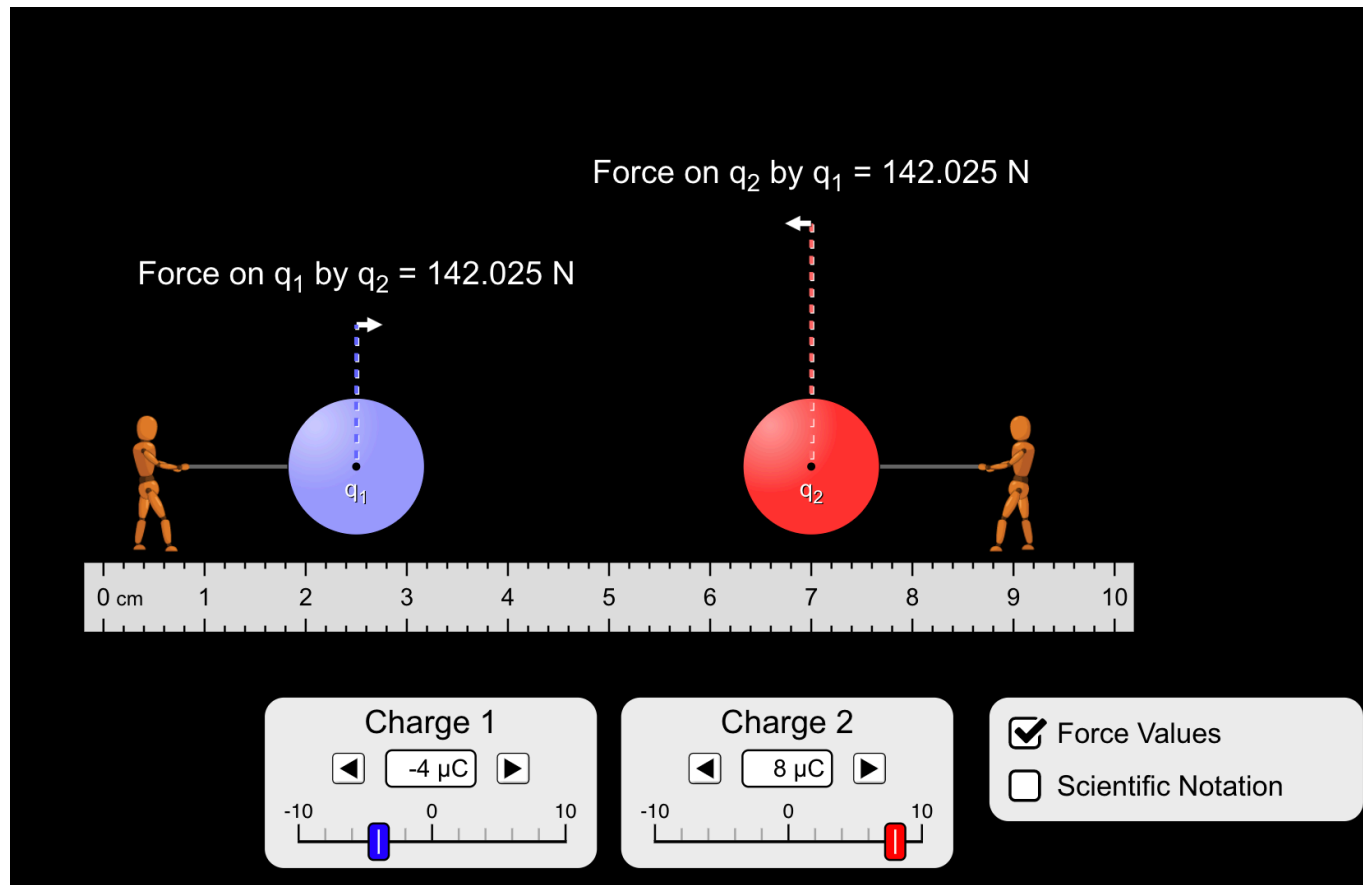 Force on q₂ by q₁ = 142.025 N
Force on q₁ by q₂ = 142.025 N
q₁
q₂
0 cm 1 2 3 4 5 6 7 8 9 10
Charge 1
-4 µC
-10 0 10
Charge 2
8 µC
-10 0 10
Force Values
Scientific Notation